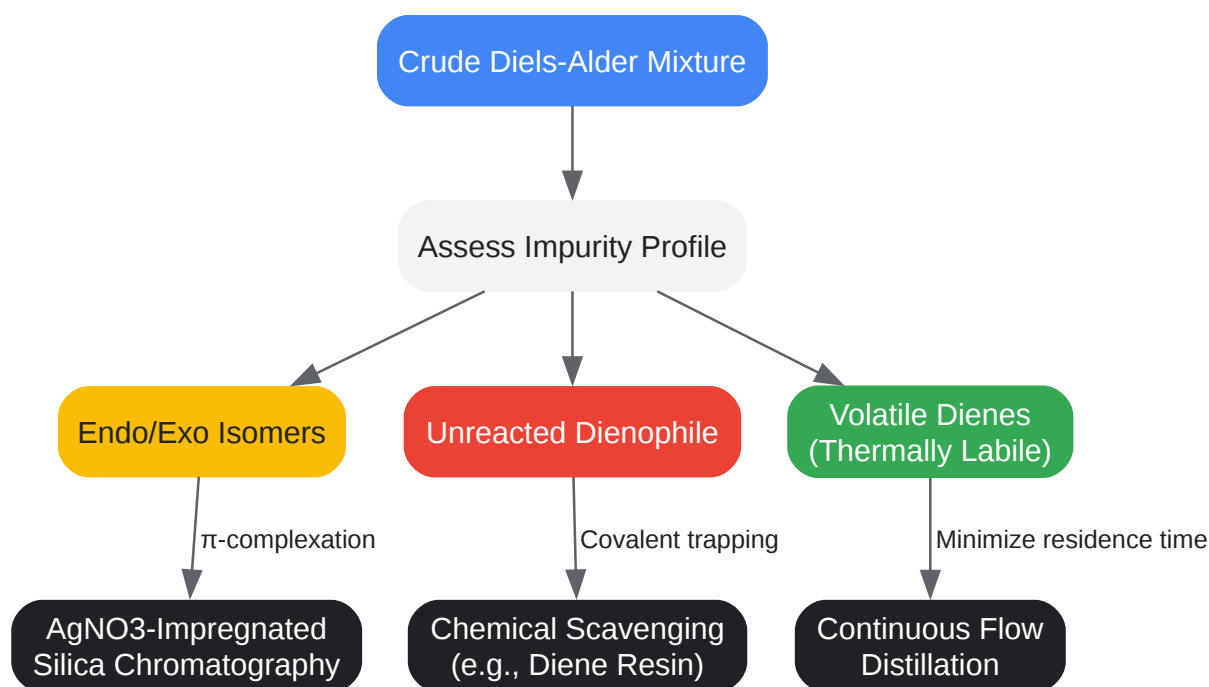 Crude Diels-Alder Mixture
Assess Impurity Profile
Endo/Exo Isomers
Unreacted Dienophile
Volatile Dienes
(Thermally Labile)
π-complexation
Covalent trapping
Minimize residence time
AgNO3-Impregnated
Silica Chromatography
Chemical Scavenging
(e.g., Diene Resin)
Continuous Flow
Distillation